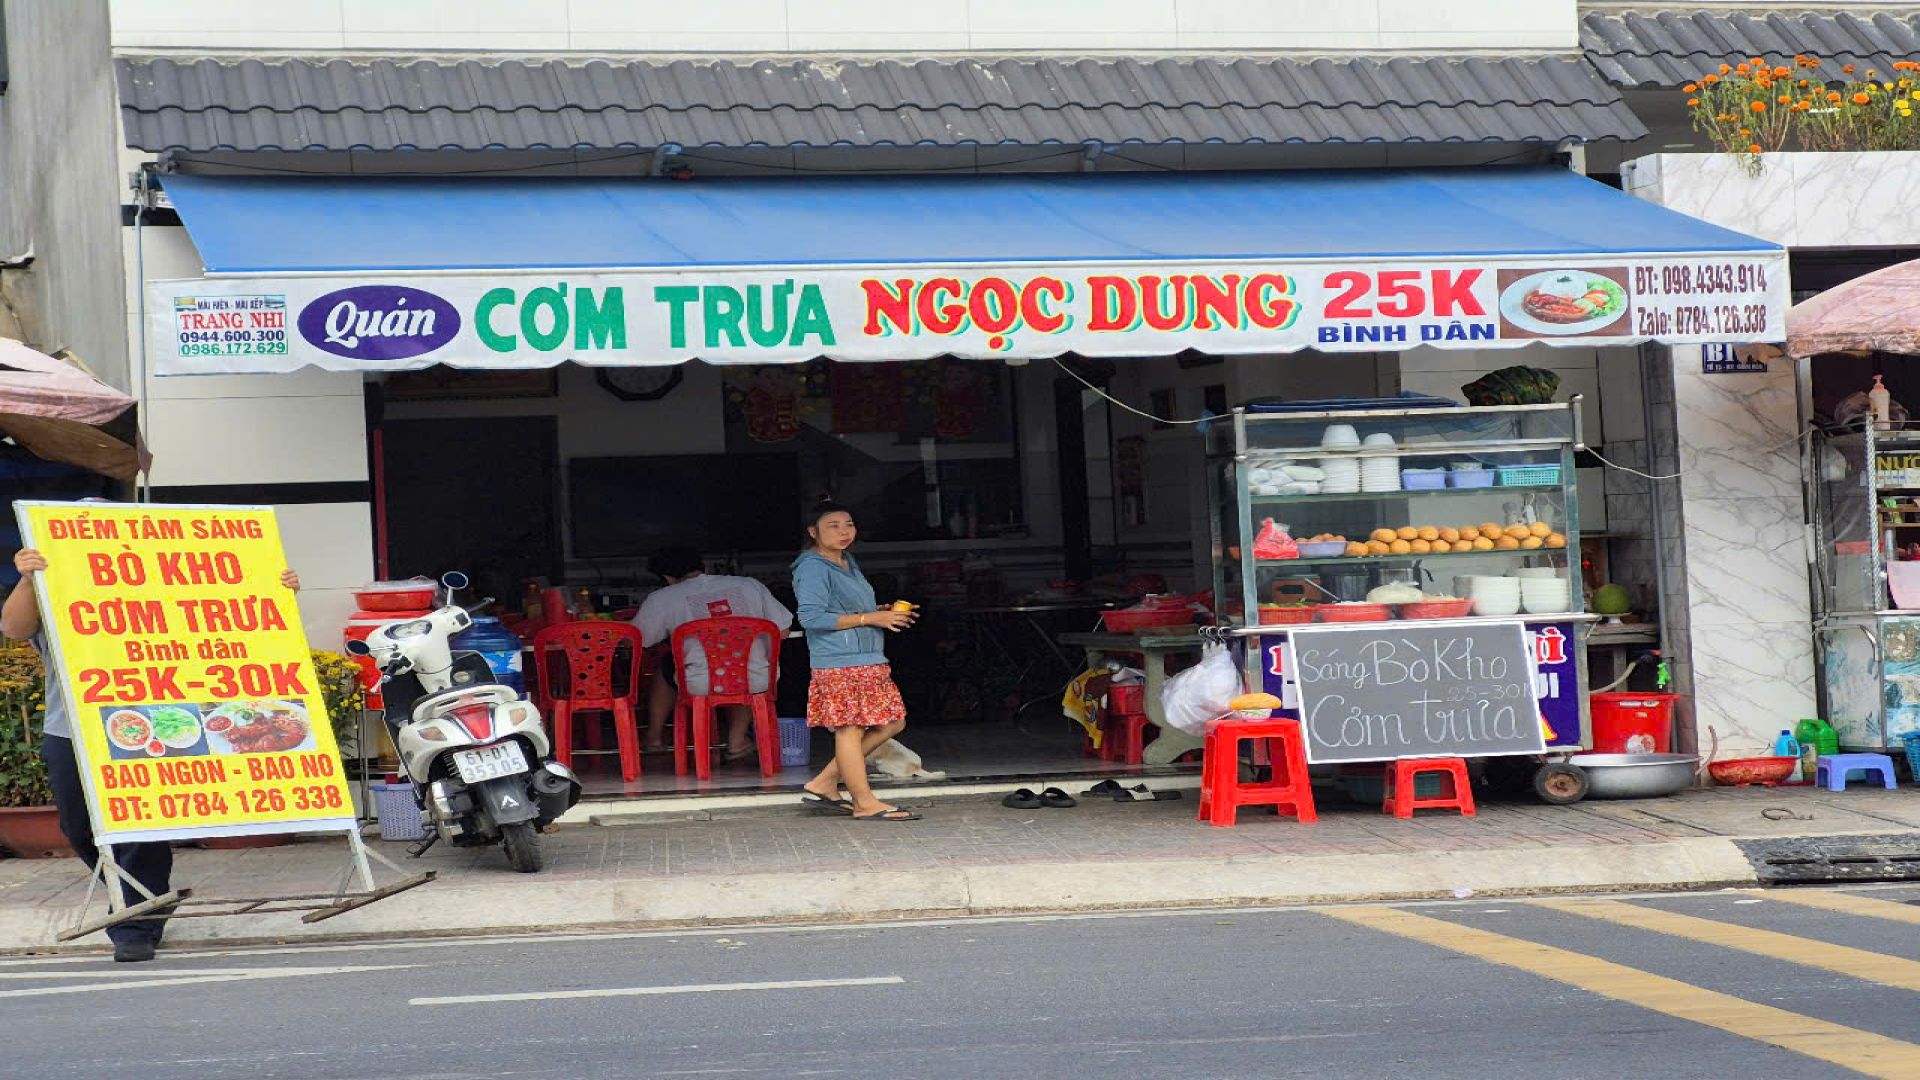 MÁI HIÊN - MÁI XẾP
TRANG NHI
0944.600.300
0986.172.629
Quán
CƠM TRƯA
NGỌC DUNG
25K
BÌNH DÂN
ĐT: 098.4343.914
Zalo: 0784.126.338
ĐIỂM TÂM SÁNG
BÒ KHO
CƠM TRƯA
Bình dân
25K-30K
BAO NGON - BAO NO
ĐT: 0784 126 338
61-D1
353.05
Sáng Bò Kho
25-30K
Cơm trưa
NƯỚC